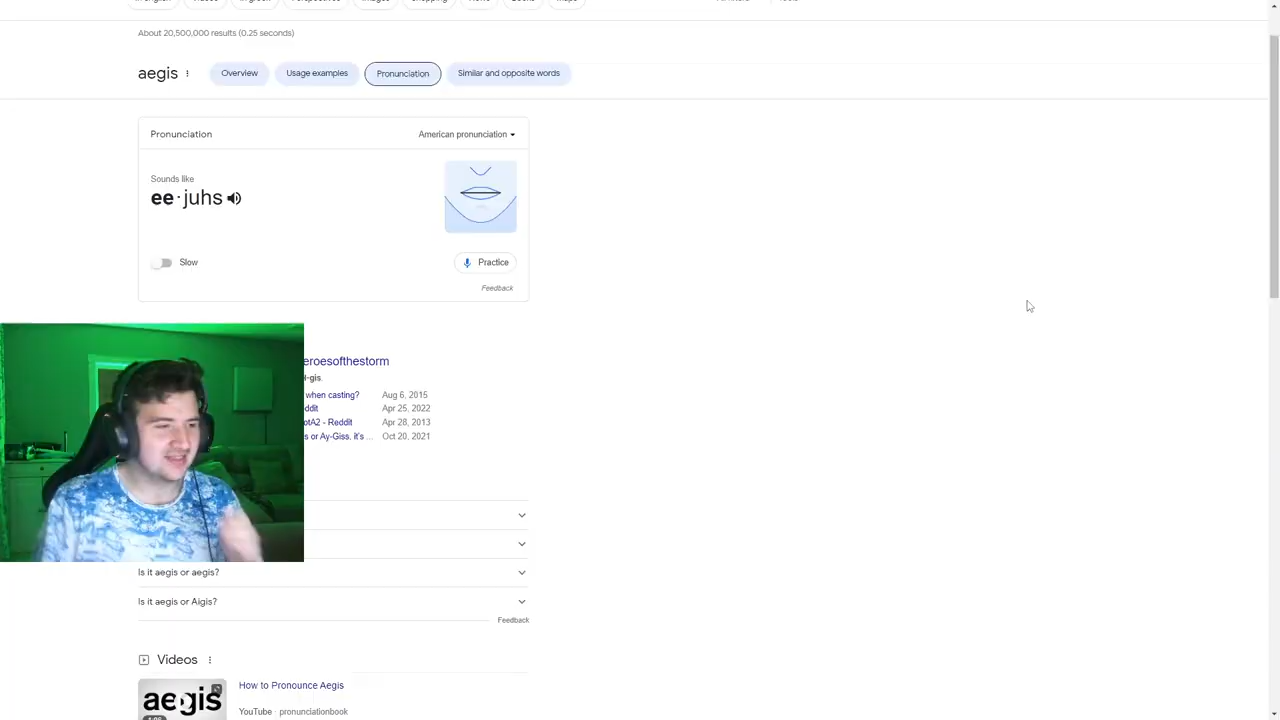 About 20,500,000 results (0.25 seconds)
aegis
Overview
Usage examples
Pronunciation
Similar and opposite words
Pronunciation
American pronunciation
Sounds like
ee·juhs
Slow
Practice
Feedback
eroesofthestorm
-gis.
when casting? Aug 6, 2015
ddit Apr 25, 2022
otA2 - Reddit Apr 28, 2013
s or Ay-Giss, it's ... Oct 20, 2021
Is it aegis or aegis?
Is it aegis or Aigis?
Feedback
Videos
aegis
How to Pronounce Aegis
YouTube · pronunciationbook